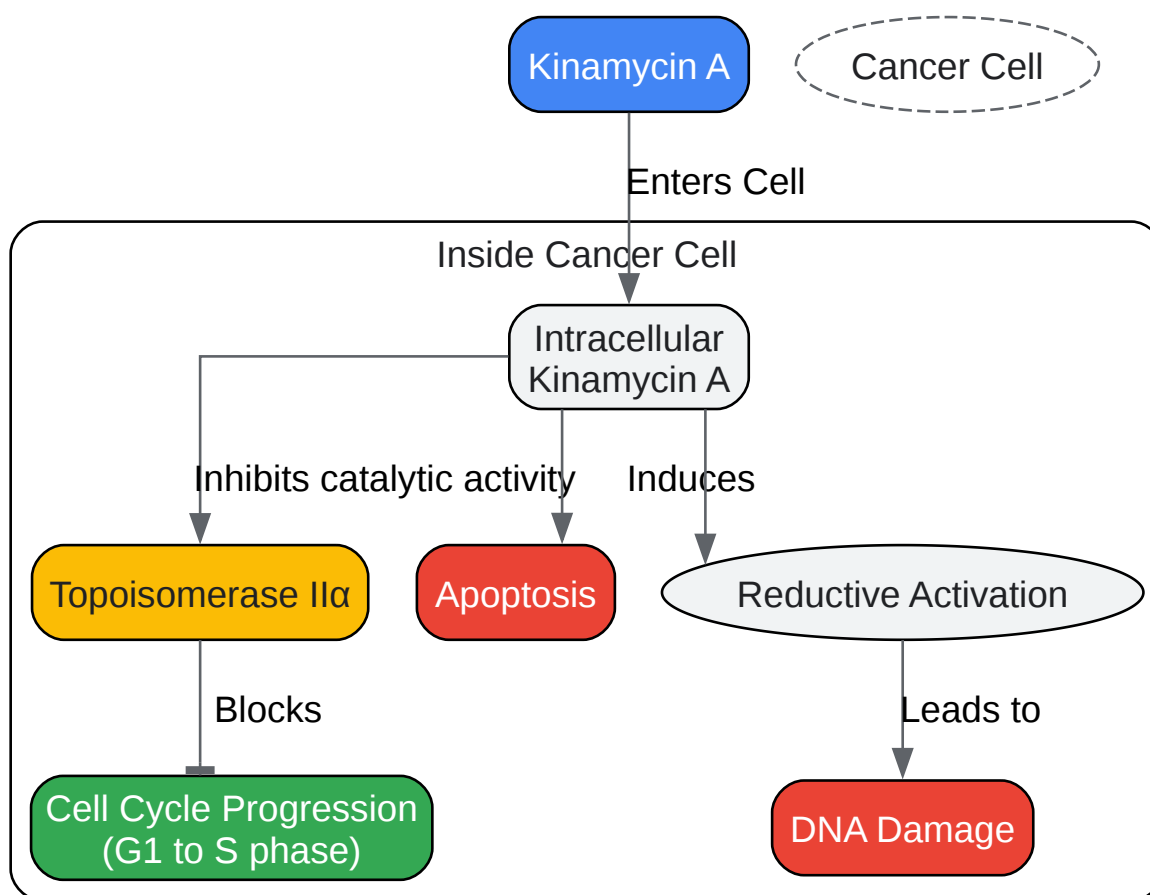 Kinamycin A
Cancer Cell
Enters Cell
Inside Cancer Cell
Intracellular
Kinamycin A
Inhibits catalytic activity
Induces
Topoisomerase IIα
Apoptosis
Reductive Activation
Blocks
Leads to
Cell Cycle Progression
(G1 to S phase)
DNA Damage